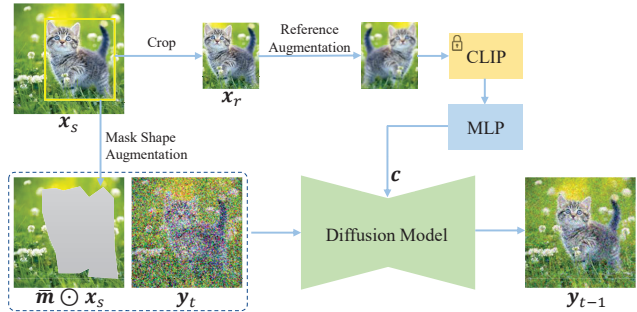 Crop
Reference
Augmentation
CLIP
x_s
x_r
Mask Shape
Augmentation
MLP
c
Diffusion Model
m̄ ⊙ x_s
y_t
y_{t−1}